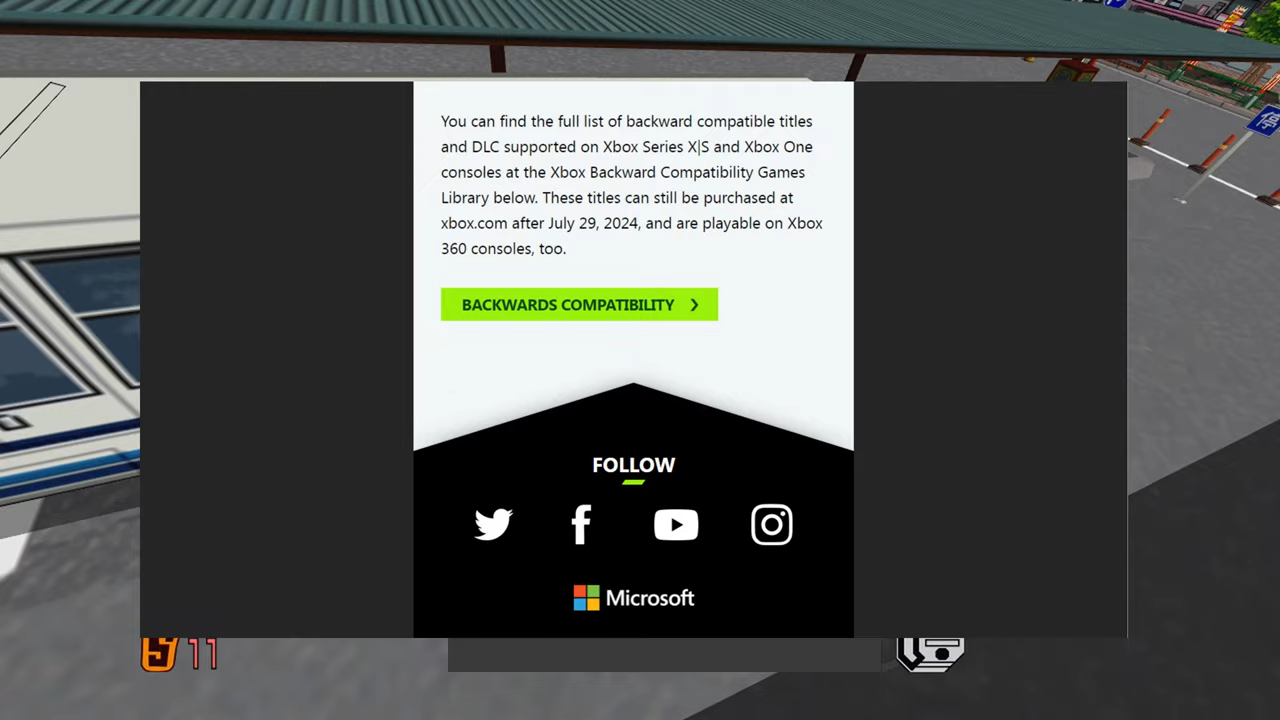 You can find the full list of backward compatible titles
and DLC supported on Xbox Series X|S and Xbox One
consoles at the Xbox Backward Compatibility Games
Library below. These titles can still be purchased at
xbox.com after July 29, 2024, and are playable on Xbox
360 consoles, too.
BACKWARDS COMPATIBILITY
FOLLOW
Microsoft
11